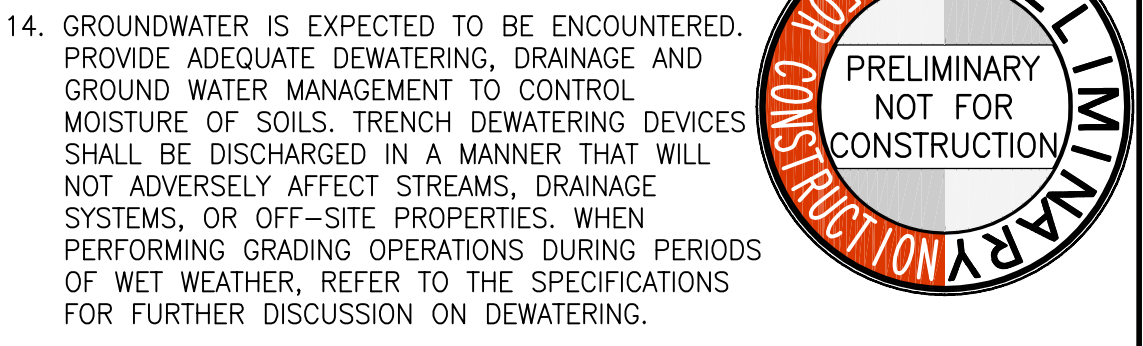 14. GROUNDWATER IS EXPECTED TO BE ENCOUNTERED.
PROVIDE ADEQUATE DEWATERING, DRAINAGE AND
GROUND WATER MANAGEMENT TO CONTROL
MOISTURE OF SOILS. TRENCH DEWATERING DEVICES
SHALL BE DISCHARGED IN A MANNER THAT WILL
NOT ADVERSELY AFFECT STREAMS, DRAINAGE
SYSTEMS, OR OFF-SITE PROPERTIES. WHEN
PERFORMING GRADING OPERATIONS DURING PERIODS
OF WET WEATHER, REFER TO THE SPECIFICATIONS
FOR FURTHER DISCUSSION ON DEWATERING.
PRELIMINARY
NOT FOR
CONSTRUCTION
FOR CONSTRUCTION
LIMINARY